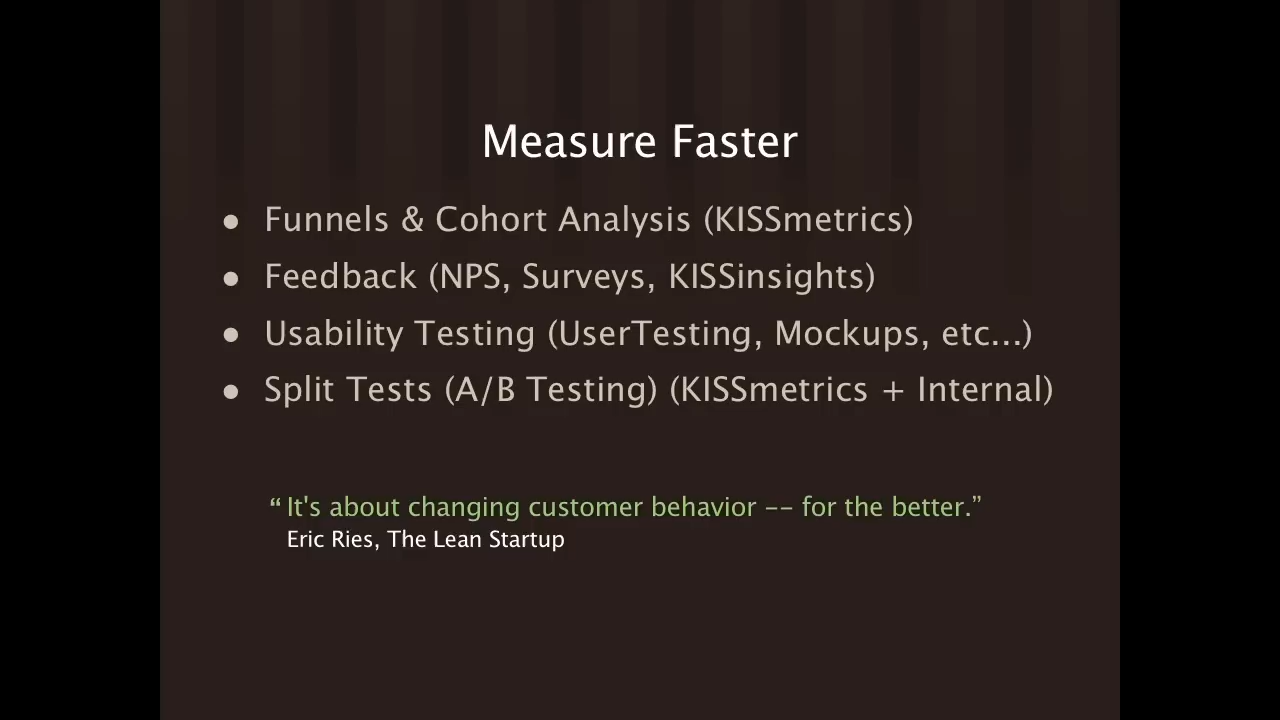 Measure Faster
● Funnels & Cohort Analysis (KISSmetrics)
● Feedback (NPS, Surveys, KISSinsights)
● Usability Testing (UserTesting, Mockups, etc...)
● Split Tests (A/B Testing) (KISSmetrics + Internal)
“It's about changing customer behavior -- for the better.”
Eric Ries, The Lean Startup